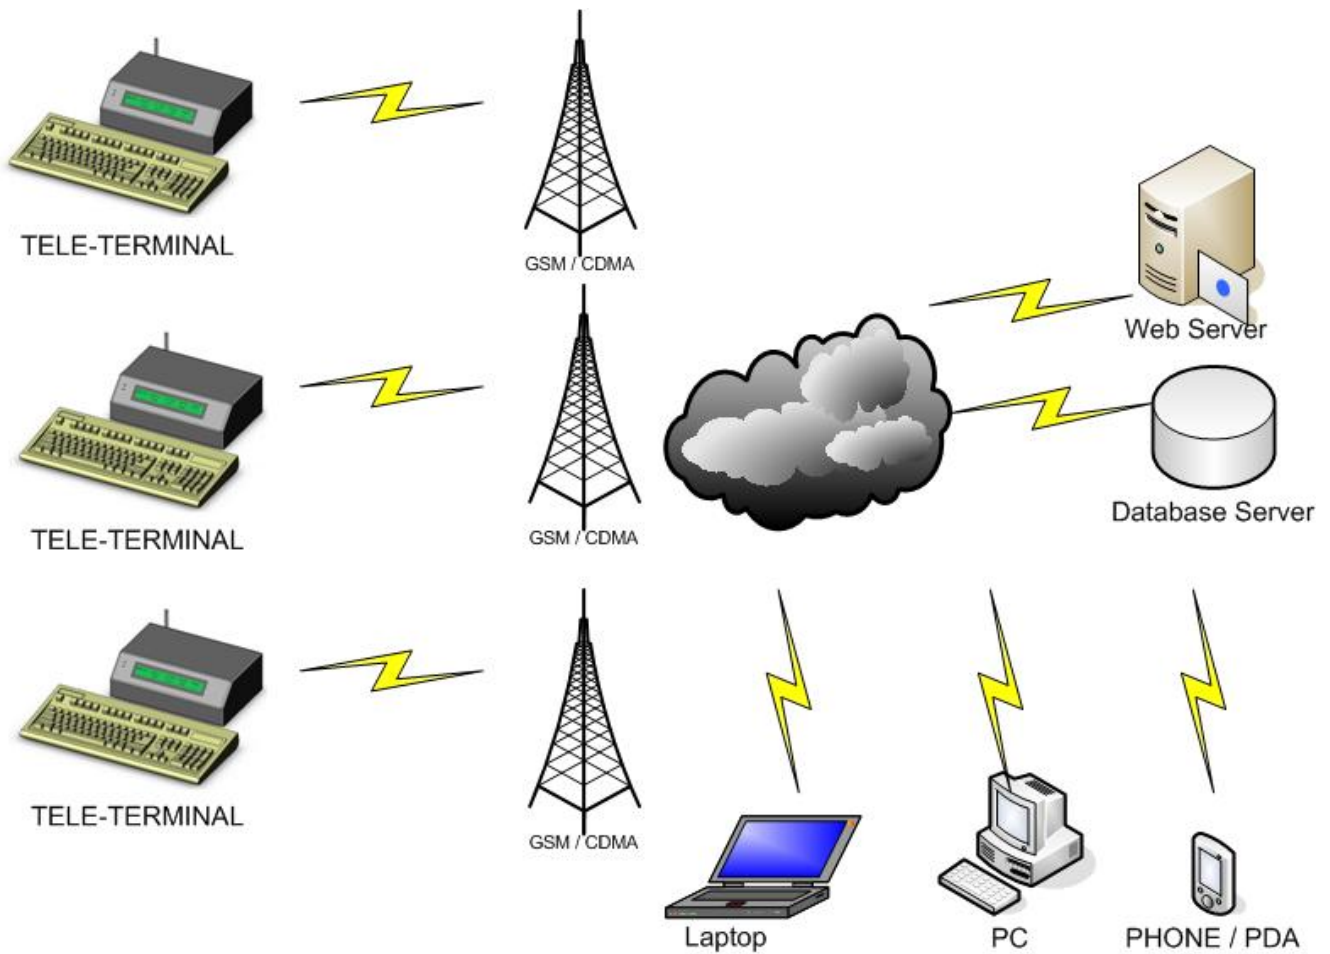 TELE-TERMINAL
GSM / CDMA
Web Server
TELE-TERMINAL
GSM / CDMA
Database Server
TELE-TERMINAL
GSM / CDMA
Laptop
PC
PHONE / PDA